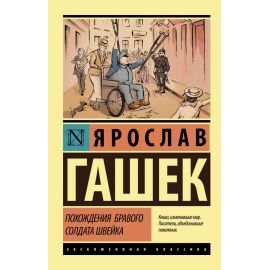 N ЯРОСЛАВ
ГАШЕК
ПОХОЖДЕНИЯ БРАВОГО
СОЛДАТА ШВЕЙКА
Книги, изменившие мир.
Писатели, объединившие
поколения.
ЭКСКЛЮЗИВНАЯ КЛАССИКА